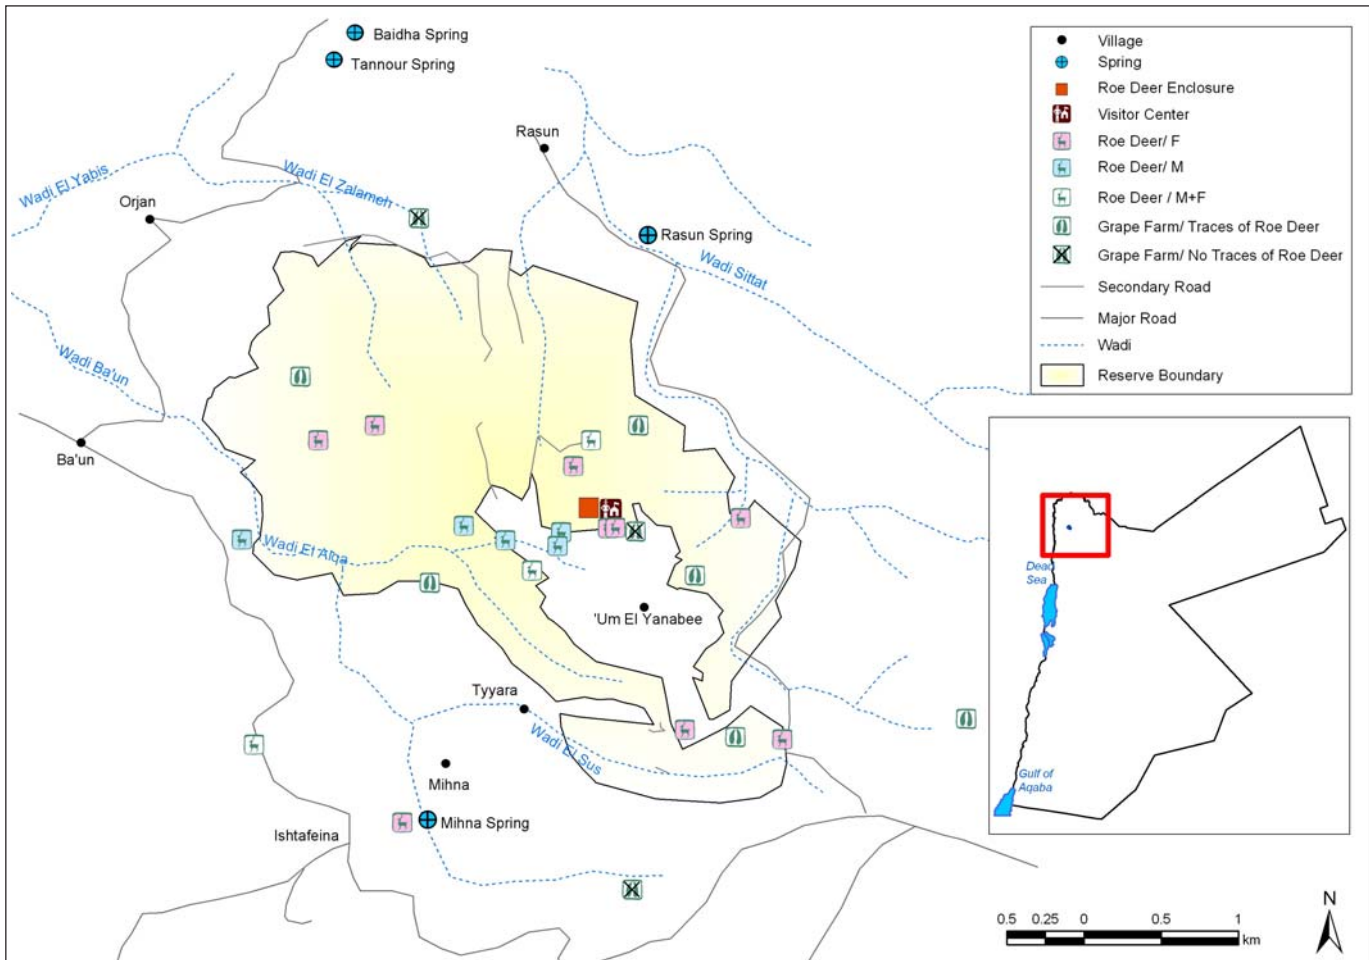 Baidha Spring
Tannour Spring
Rasun
Wadi El Yabis
Wadi El Zalameh
Orjan
Rasun Spring
Wadi Sittat
Wadi Ba'un
Ba'un
Wadi El Alqa
'Um El Yanabee
Tyyara
Wadi El Sus
Mihna
Mihna Spring
Ishtafeina
Village
Spring
Roe Deer Enclosure
Visitor Center
Roe Deer/ F
Roe Deer/ M
Roe Deer / M+F
Grape Farm/ Traces of Roe Deer
Grape Farm/ No Traces of Roe Deer
Secondary Road
Major Road
Wadi
Reserve Boundary
Dead
Sea
Gulf of
Aqaba
N
0.5 0.25 0 0.5 1
km